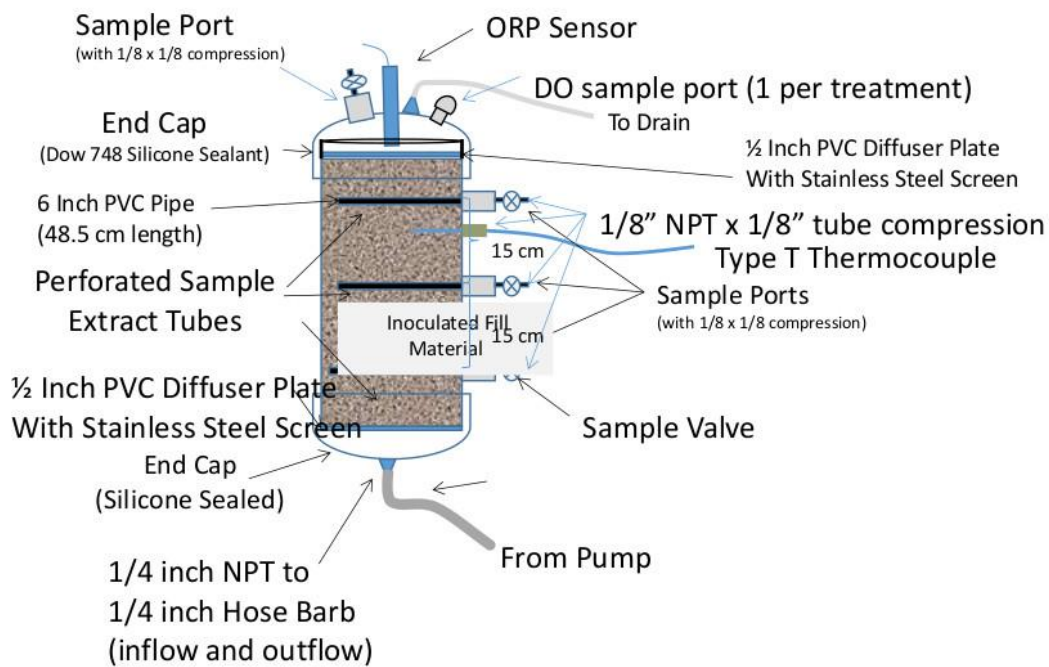 Sample Port
(with 1/8 x 1/8 compression)
ORP Sensor
DO sample port (1 per treatment)
To Drain
End Cap
(Dow 748 Silicone Sealant)
½ Inch PVC Diffuser Plate
With Stainless Steel Screen
6 Inch PVC Pipe
(48.5 cm length)
1/8” NPT x 1/8” tube compression
Type T Thermocouple
15 cm
Perforated Sample
Extract Tubes
Sample Ports
(with 1/8 x 1/8 compression)
Inoculated Fill
Material
15 cm
½ Inch PVC Diffuser Plate
With Stainless Steel Screen
Sample Valve
End Cap
(Silicone Sealed)
From Pump
1/4 inch NPT to
1/4 inch Hose Barb
(inflow and outflow)